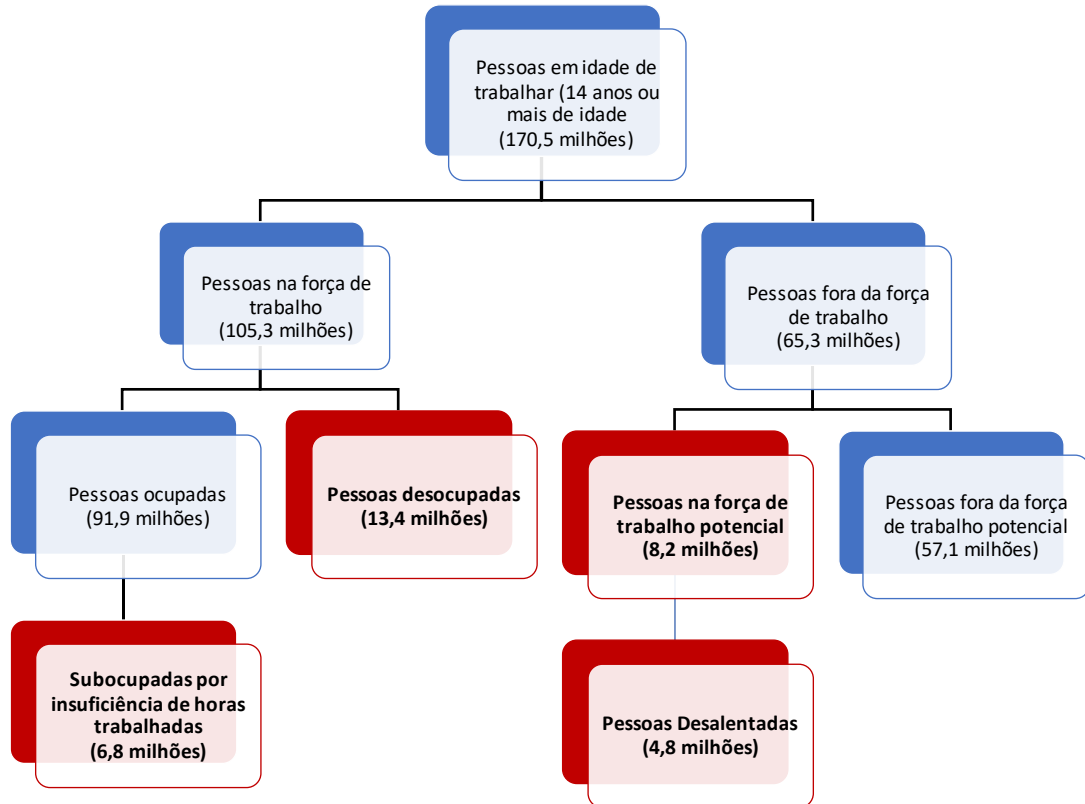 Pessoas em idade de
trabalhar (14 anos ou
mais de idade
(170,5 milhões)
Pessoas na força de
trabalho
(105,3 milhões)
Pessoas fora da força
de trabalho
(65,3 milhões)
Pessoas ocupadas
(91,9 milhões)
Pessoas desocupadas
(13,4 milhões)
Pessoas na força de
trabalho potencial
(8,2 milhões)
Pessoas fora da força
de trabalho potencial
(57,1 milhões)
Subocupadas por
insuficiência de horas
trabalhadas
(6,8 milhões)
Pessoas Desalentadas
(4,8 milhões)